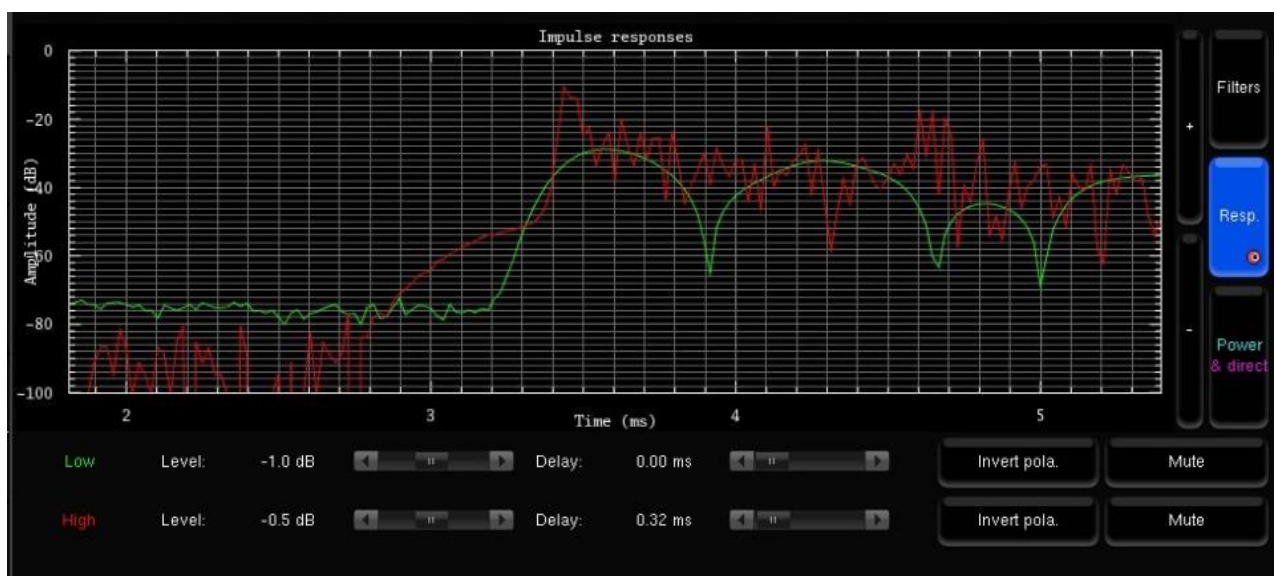 Impulse responses
0
-20
-40
-60
-80
-100
Amplitude (dB)
2 3 4 5
Time (ms)
+
-
Filters
Resp.
Power
& direct
Low Level: -1.0 dB Delay: 0.00 ms Invert pola. Mute
High Level: -0.5 dB Delay: 0.32 ms Invert pola. Mute